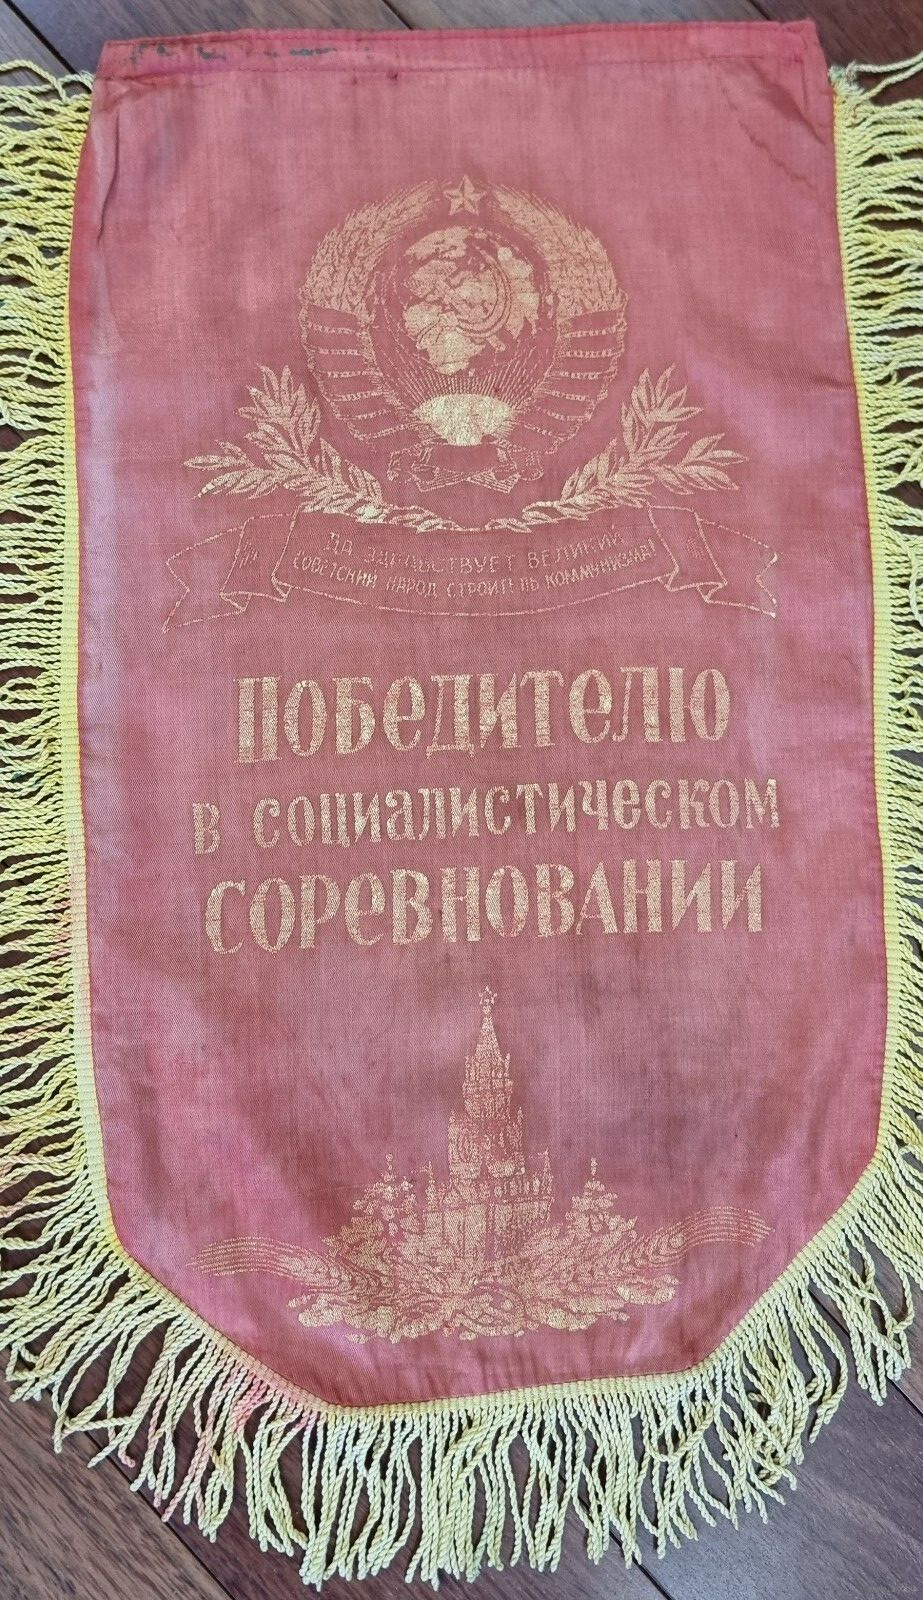 ДА ЗДРАВСТВУЕТ ВЕЛИКИЙ
СОВЕТСКИЙ НАРОД СТРОИТЕЛЬ КОММУНИЗМА!
ПОБЕДИТЕЛЮ
В СОЦИАЛИСТИЧЕСКОМ
СОРЕВНОВАНИИ